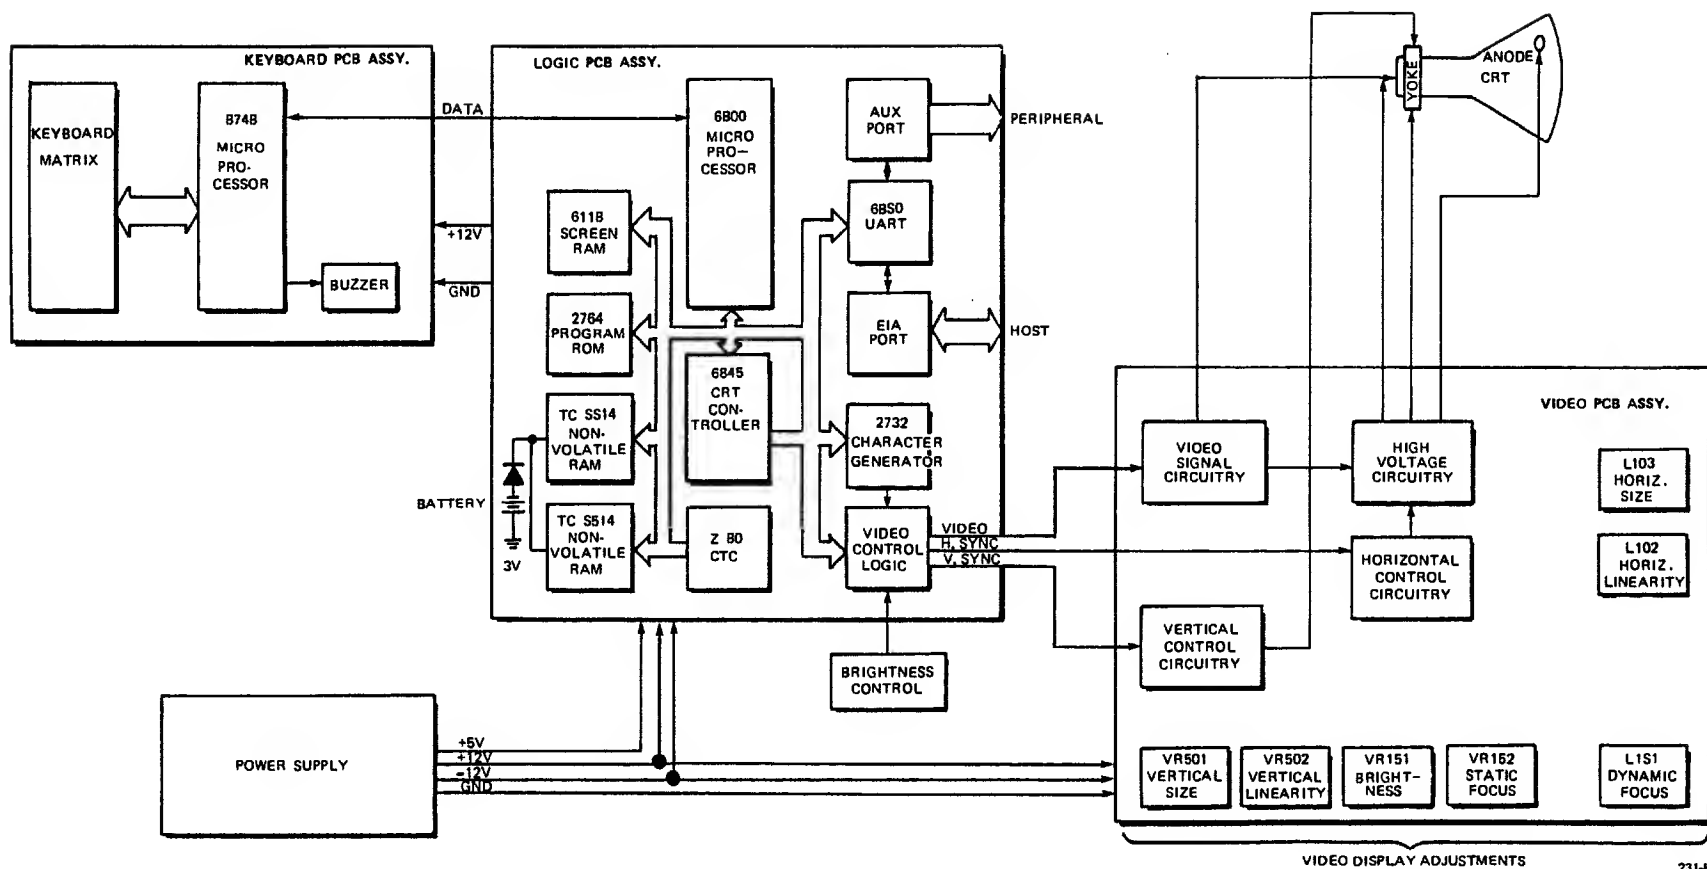 KEYBOARD PCB ASSY.
KEYBOARD
MATRIX
8748
MICRO
PRO-
CESSOR
BUZZER
DATA
+12V
GND
LOGIC PCB ASSY.
6800
MICRO
PRO-
CESSOR
6118
SCREEN
RAM
2764
PROGRAM
ROM
TC SS14
NON-
VOLATILE
RAM
TC S514
NON-
VOLATILE
RAM
BATTERY
3V
6845
CRT
CON-
TROLLER
Z 80
CTC
AUX
PORT
PERIPHERAL
6BS0
UART
EIA
PORT
HOST
2732
CHARACTER
GENERATOR
VIDEO
CONTROL
LOGIC
VIDEO
H. SYNC
V. SYNC
BRIGHTNESS
CONTROL
POWER SUPPLY
+5V
+12V
-12V
GND
YOKE
ANODE
CRT
VIDEO PCB ASSY.
VIDEO
SIGNAL
CIRCUITRY
HIGH
VOLTAGE
CIRCUITRY
HORIZONTAL
CONTROL
CIRCUITRY
VERTICAL
CONTROL
CIRCUITRY
L103
HORIZ.
SIZE
L102
HORIZ.
LINEARITY
VR501
VERTICAL
SIZE
VR502
VERTICAL
LINEARITY
VR151
BRIGHT-
NESS
VR152
STATIC
FOCUS
L1S1
DYNAMIC
FOCUS
VIDEO DISPLAY ADJUSTMENTS